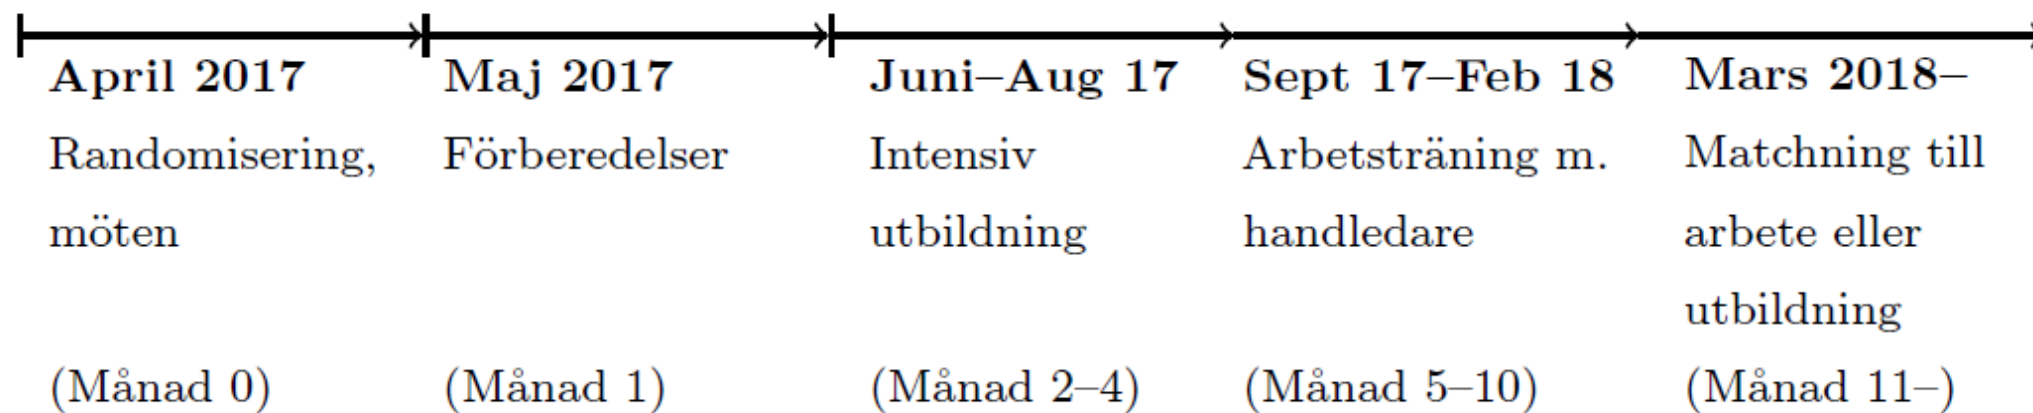 April 2017
Randomisering,
möten
(Månad 0)
Maj 2017
Förberedelser
(Månad 1)
Juni–Aug 17
Intensiv
utbildning
(Månad 2–4)
Sept 17–Feb 18
Arbetsträning m.
handledare
(Månad 5–10)
Mars 2018–
Matchning till
arbete eller
utbildning
(Månad 11–)